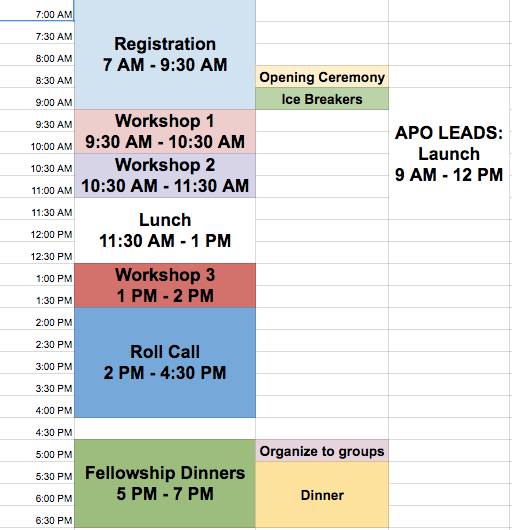 7:00 AM
7:30 AM
8:00 AM
8:30 AM
9:00 AM
9:30 AM
10:00 AM
10:30 AM
11:00 AM
11:30 AM
12:00 PM
12:30 PM
1:00 PM
1:30 PM
2:00 PM
2:30 PM
3:00 PM
3:30 PM
4:00 PM
4:30 PM
5:00 PM
5:30 PM
6:00 PM
6:30 PM
Registration
7 AM - 9:30 AM
Workshop 1
9:30 AM - 10:30 AM
Workshop 2
10:30 AM - 11:30 AM
Lunch
11:30 AM - 1 PM
Workshop 3
1 PM - 2 PM
Roll Call
2 PM - 4:30 PM
Fellowship Dinners
5 PM - 7 PM
Opening Ceremony
Ice Breakers
Organize to groups
Dinner
APO LEADS:
Launch
9 AM - 12 PM